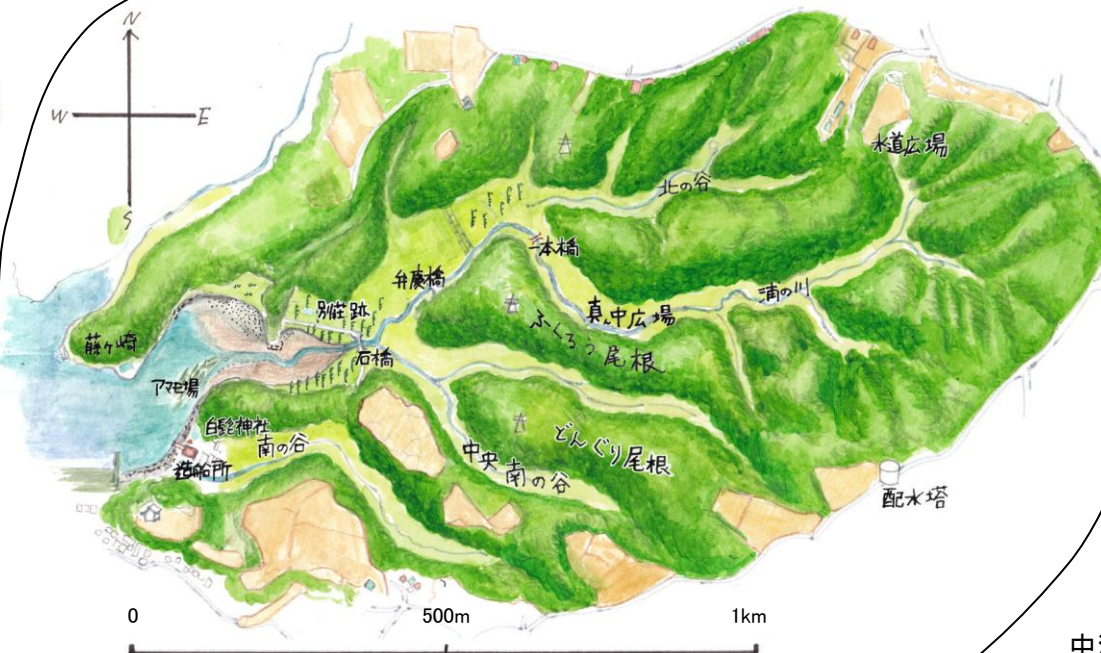 N
W
E
S
水道広場
北の谷
一本橋
弁慶橋
浦の川
真ん中広場
別荘跡
ふくろう尾根
藤ヶ崎
石橋
アマモ場
白髭神社
南の谷
どんぐり尾根
造船所
中央
南の谷
配水塔
0
500m
1km